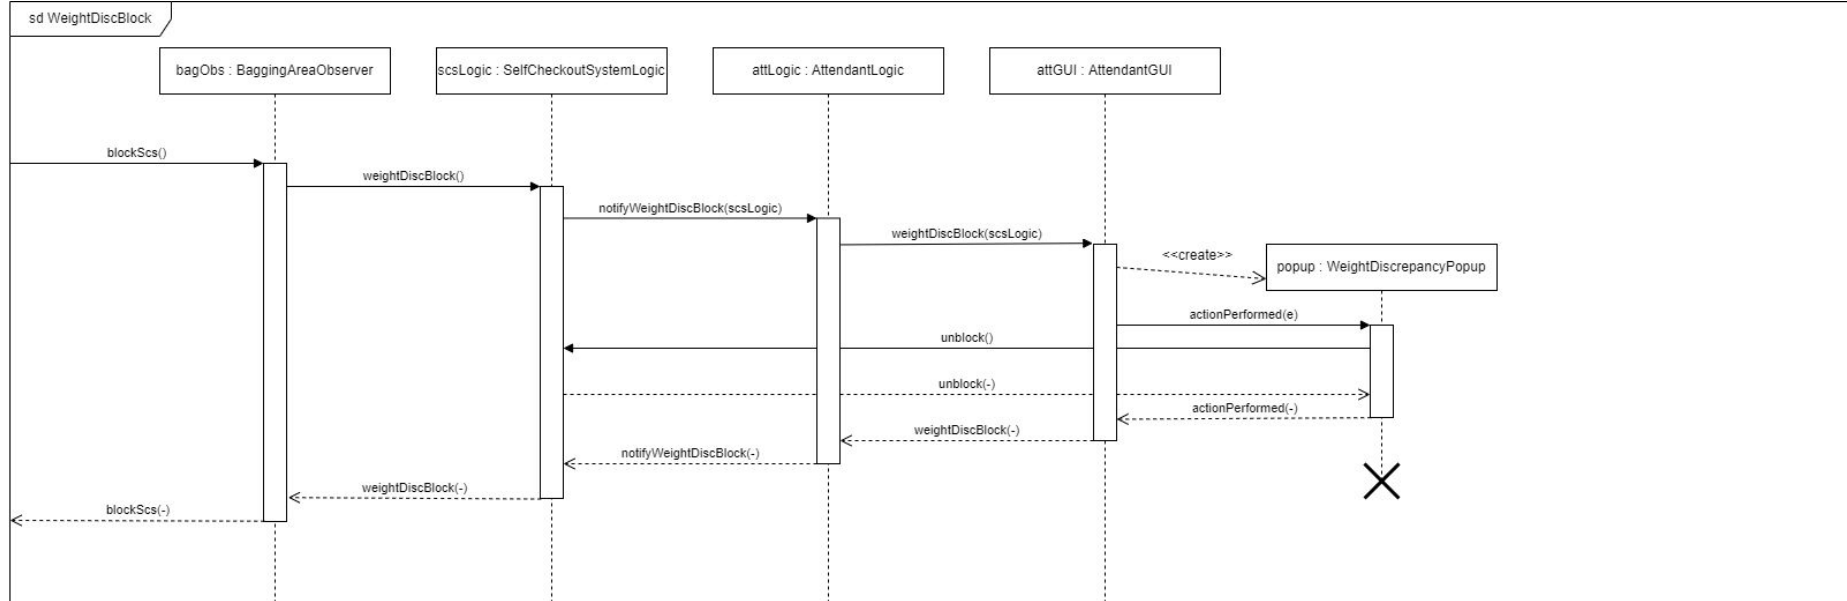 sd WeightDiscBlock
bagObs : BaggingAreaObserver
scsLogic : SelfCheckoutSystemLogic
attLogic : AttendantLogic
attGUI : AttendantGUI
blockScs()
weightDiscBlock()
notifyWeightDiscBlock(scsLogic)
weightDiscBlock(scsLogic)
<<create>>
popup : WeightDiscrepancyPopup
actionPerformed(e)
unblock()
unblock(-)
actionPerformed(-)
weightDiscBlock(-)
notifyWeightDiscBlock(-)
weightDiscBlock(-)
blockScs(-)